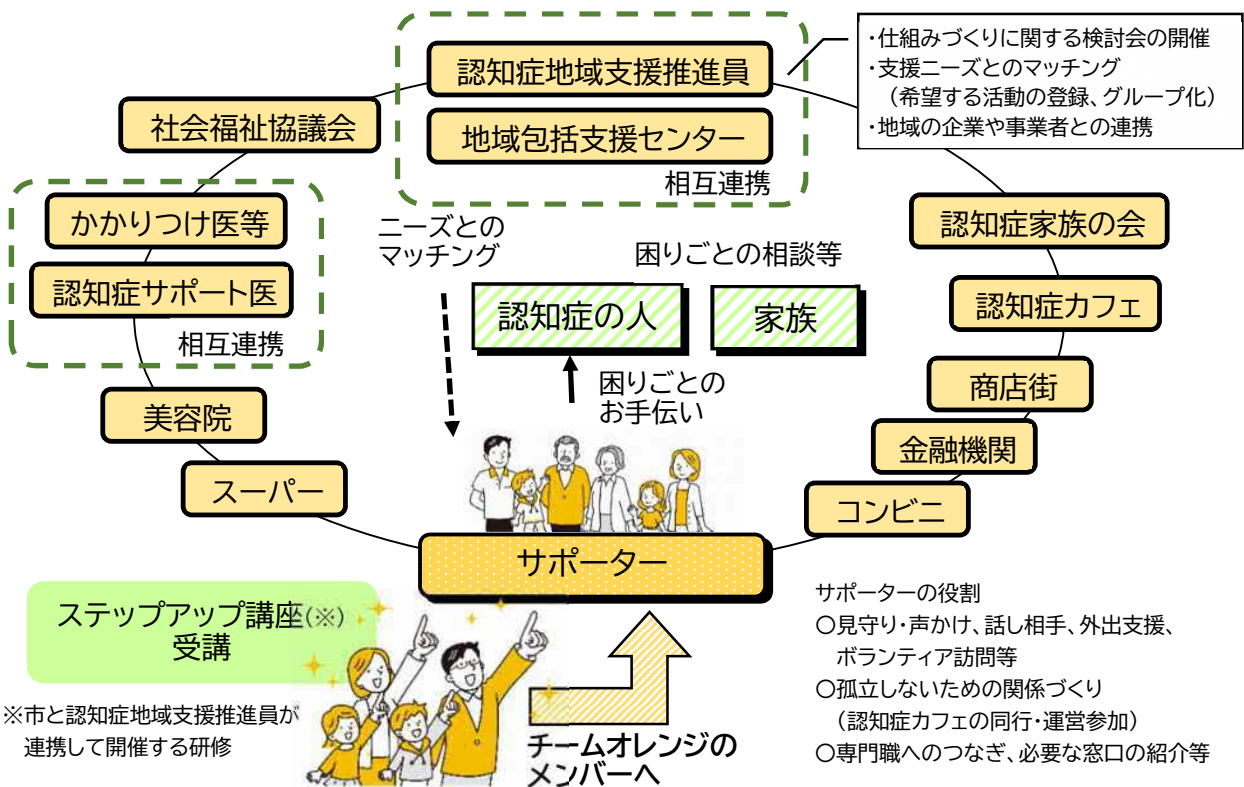 認知症地域支援推進員
地域包括支援センター
相互連携
・仕組みづくりに関する検討会の開催
・支援ニーズとのマッチング
（希望する活動の登録、グループ化）
・地域の企業や事業者との連携
社会福祉協議会
かかりつけ医等
認知症サポート医
相互連携
ニーズとの
マッチング
困りごとの相談等
認知症の人
家族
困りごとの
お手伝い
認知症家族の会
認知症カフェ
商店街
金融機関
コンビニ
美容院
スーパー
サポーター
ステップアップ講座(※)
受講
※市と認知症地域支援推進員が
連携して開催する研修
チームオレンジの
メンバーへ
サポーターの役割
〇見守り・声かけ、話し相手、外出支援、
ボランティア訪問等
〇孤立しないための関係づくり
（認知症カフェの同行・運営参加）
〇専門職へのつなぎ、必要な窓口の紹介等